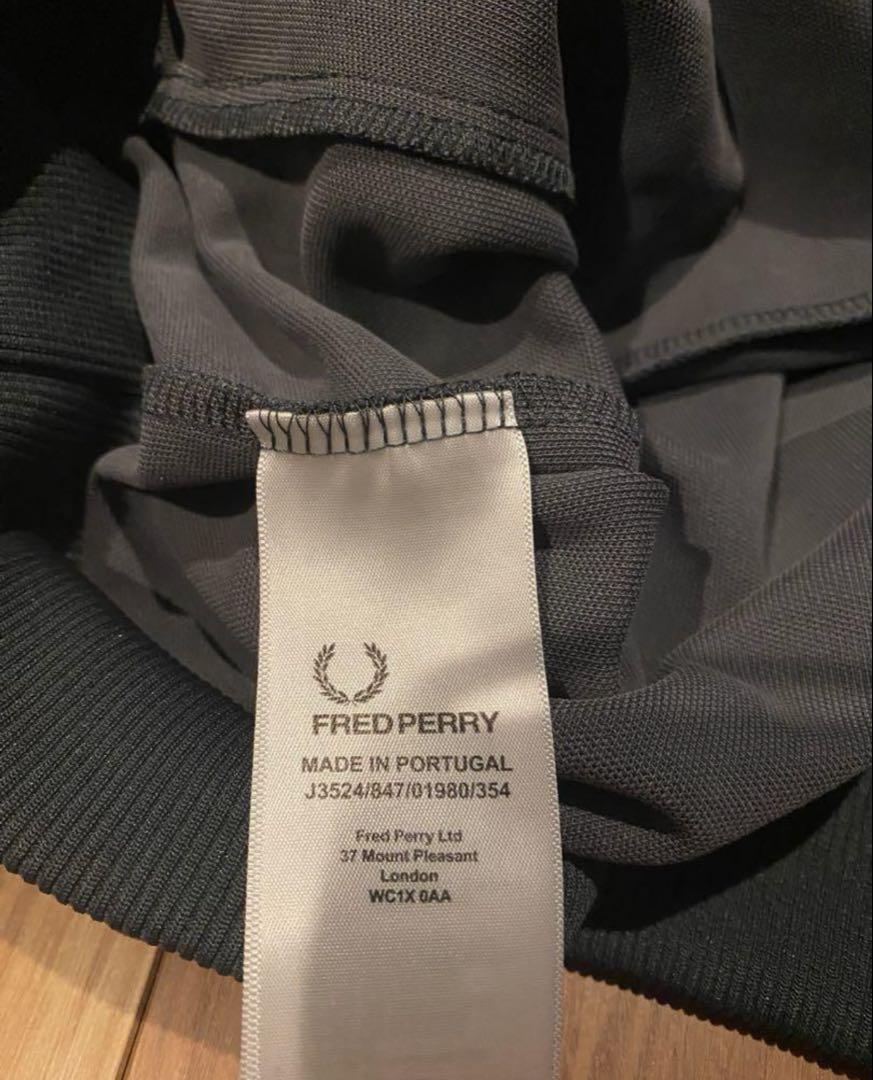 FRED PERRY
MADE IN PORTUGAL
J3524/847/01980/354
Fred Perry Ltd
37 Mount Pleasant
London
WC1X 0AA